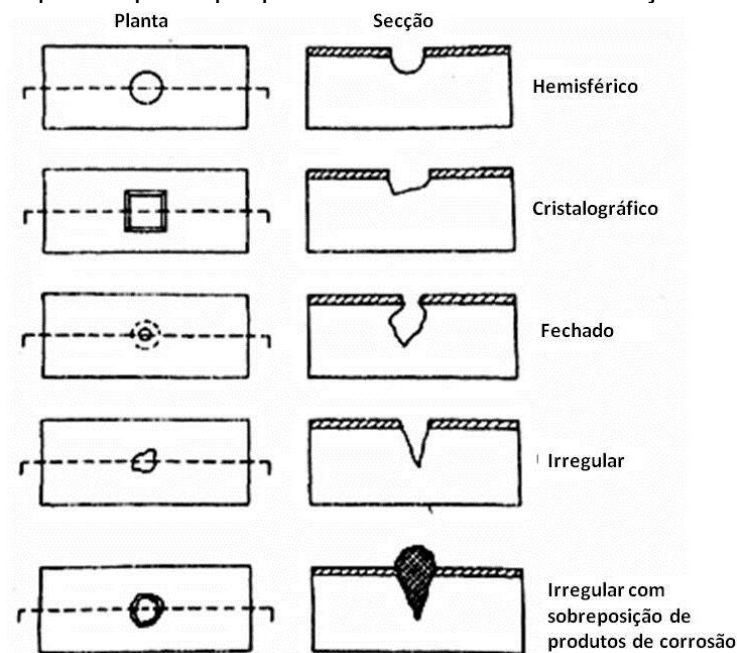 Planta
Secção
Hemisférico
Cristalográfico
Fechado
Irregular
Irregular com
sobreposição de
produtos de corrosão